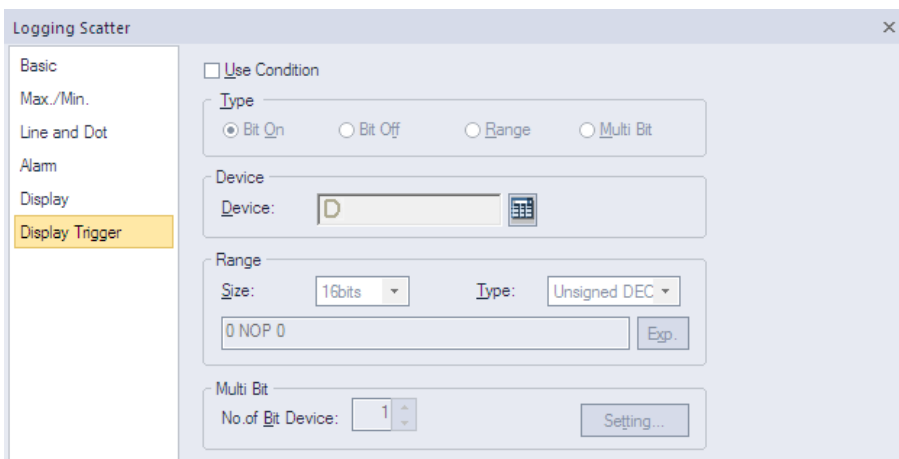 Logging Scatter
Basic
Max./Min.
Line and Dot
Alarm
Display
Display Trigger
Use Condition
Type
Bit On Bit Off Range Multi Bit
Device
Device: D
Range
Size: 16bits Type: Unsigned DEC
0 NOP 0 Exp.
Multi Bit
No.of Bit Device: 1 Setting...